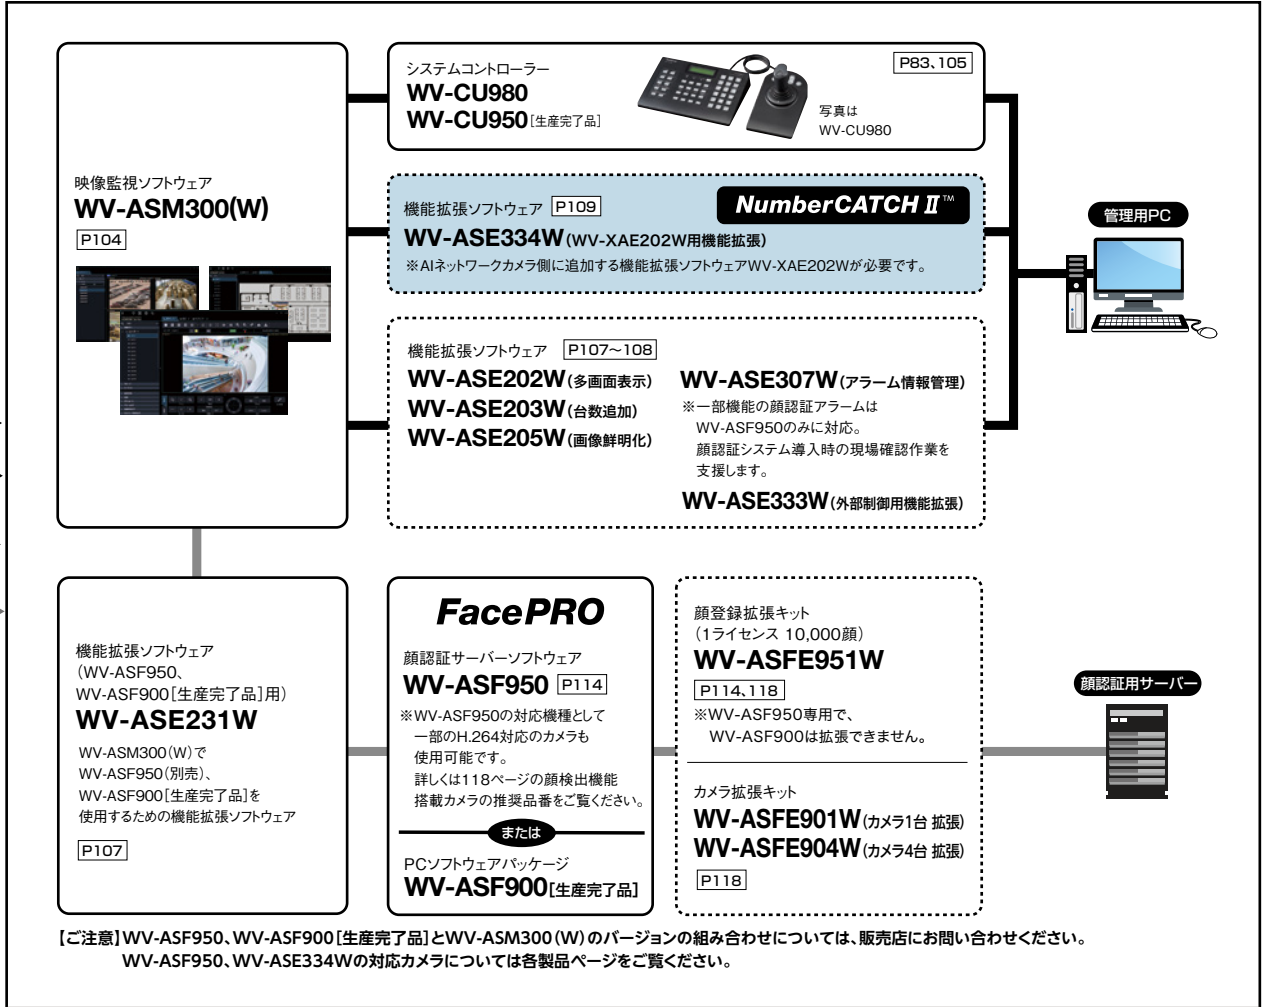 映像監視ソフトウェア
WV-ASM300(W)
P104
システムコントローラー
WV-CU980
WV-CU950[生産完了品]
写真は
WV-CU980
P83、105
機能拡張ソフトウェア P109
NumberCATCH II™
WV-ASE334W(WV-XAE202W用機能拡張)
※AIネットワークカメラ側に追加する機能拡張ソフトウェアWV-XAE202Wが必要です。
機能拡張ソフトウェア P107~108
WV-ASE202W(多画面表示)
WV-ASE203W(台数追加)
WV-ASE205W(画像鮮明化)
WV-ASE307W(アラーム情報管理)
※一部機能の顔認証アラームは
WV-ASF950のみに対応。
顔認証システム導入時の現場確認作業を
支援します。
WV-ASE333W(外部制御用機能拡張)
管理用PC
機能拡張ソフトウェア
(WV-ASF950、
WV-ASF900[生産完了品]用)
WV-ASE231W
WV-ASM300(W)で
WV-ASF950(別売)、
WV-ASF900[生産完了品]を
使用するための機能拡張ソフトウェア
P107
FacePRO
顔認証サーバーソフトウェア
WV-ASF950 P114
※WV-ASF950の対応機種として
一部のH.264対応のカメラも
使用可能です。
詳しくは118ページの顔検出機能
搭載カメラの推奨品番をご覧ください。
または
PCソフトウェアパッケージ
WV-ASF900[生産完了品]
顔登録拡張キット
(1ライセンス 10,000顔)
WV-ASFE951W
P114、118
※WV-ASF950専用で、
WV-ASF900は拡張できません。
カメラ拡張キット
WV-ASFE901W(カメラ1台 拡張)
WV-ASFE904W(カメラ4台 拡張)
P118
顔認証用サーバー
【ご注意】WV-ASF950、WV-ASF900[生産完了品]とWV-ASM300(W)のバージョンの組み合わせについては、販売店にお問い合わせください。
WV-ASF950、WV-ASE334Wの対応カメラについては各製品ページをご覧ください。